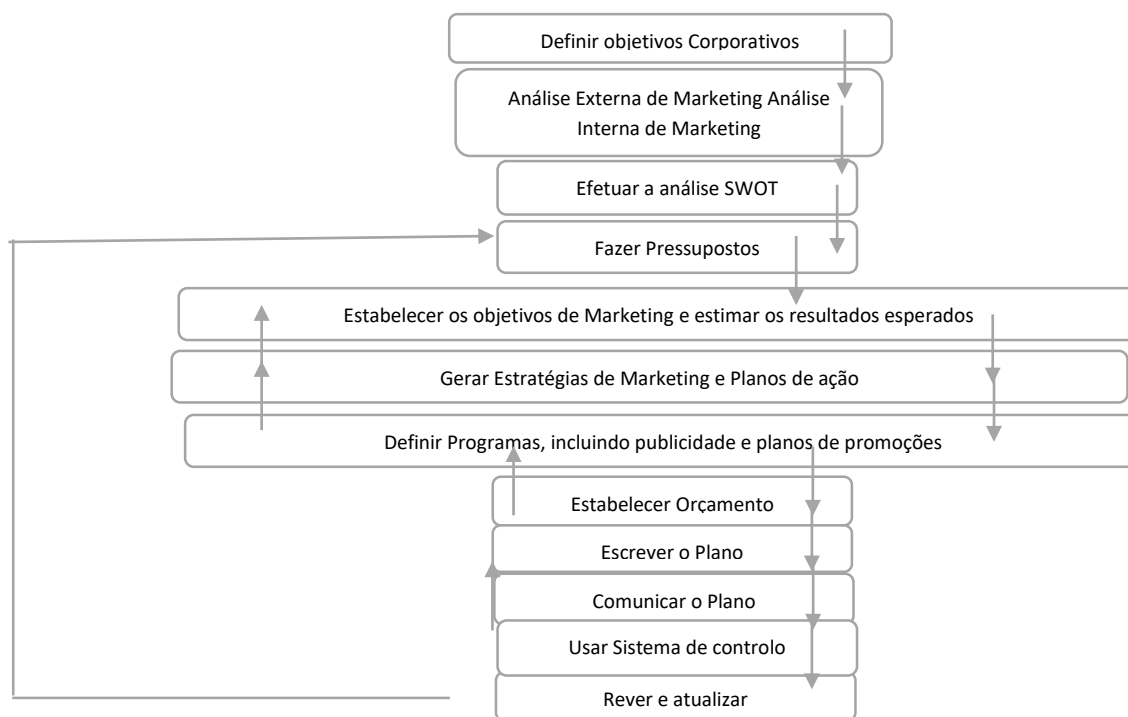 Definir objetivos Corporativos
Análise Externa de Marketing Análise
Interna de Marketing
Efetuar a análise SWOT
Fazer Pressupostos
Estabelecer os objetivos de Marketing e estimar os resultados esperados
Gerar Estratégias de Marketing e Planos de ação
Definir Programas, incluindo publicidade e planos de promoções
Estabelecer Orçamento
Escrever o Plano
Comunicar o Plano
Usar Sistema de controlo
Rever e atualizar